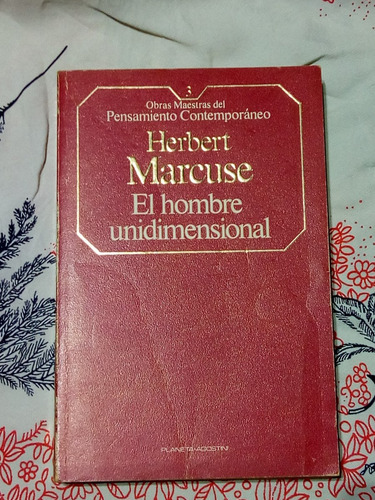 3
Obras Maestras del
Pensamiento Contemporáneo
Herbert
Marcuse
El hombre
unidimensional
PLANETA-AGOSTINI